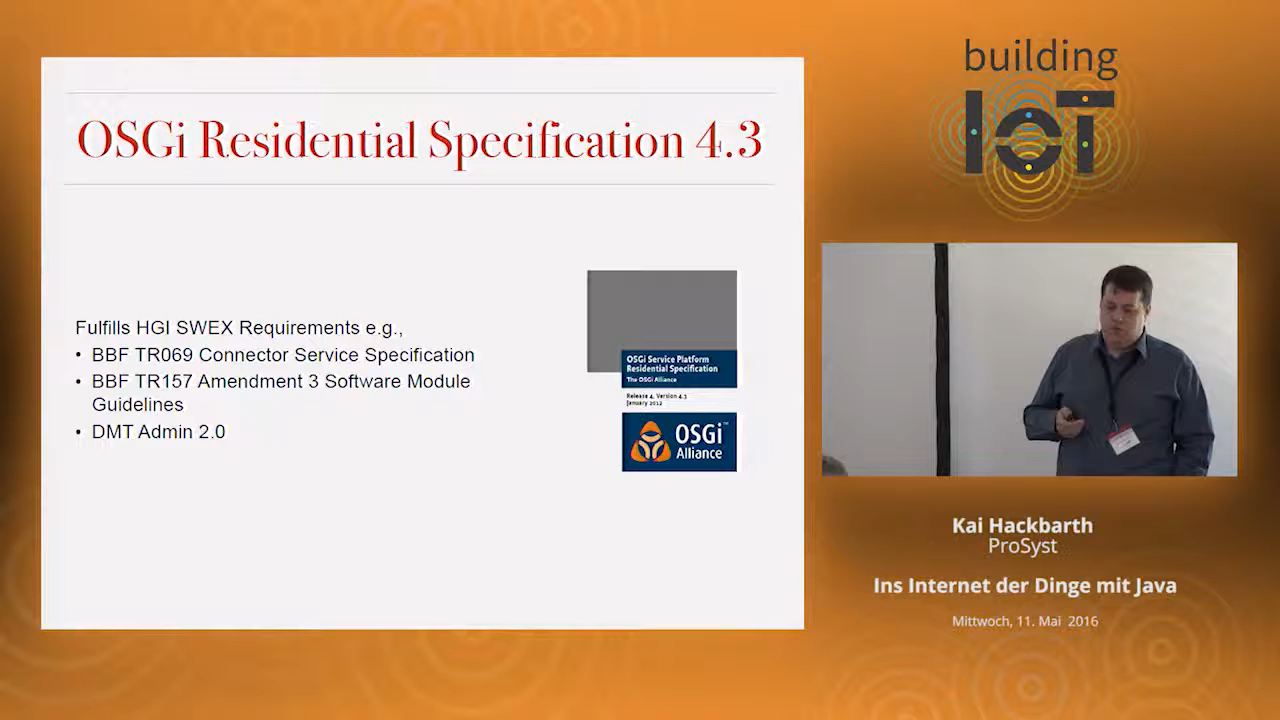 OSGi Residential Specification 4.3
Fulfills HGI SWEX Requirements e.g.,
• BBF TR069 Connector Service Specification
• BBF TR157 Amendment 3 Software Module
Guidelines
• DMT Admin 2.0
OSGi Service Platform
Residential Specification
The OSGi Alliance
Release 4, Version 4.3
January 2012
OSGi™
Alliance
building
IoT
Kai Hackbarth
ProSyst
Ins Internet der Dinge mit Java
Mittwoch, 11. Mai 2016